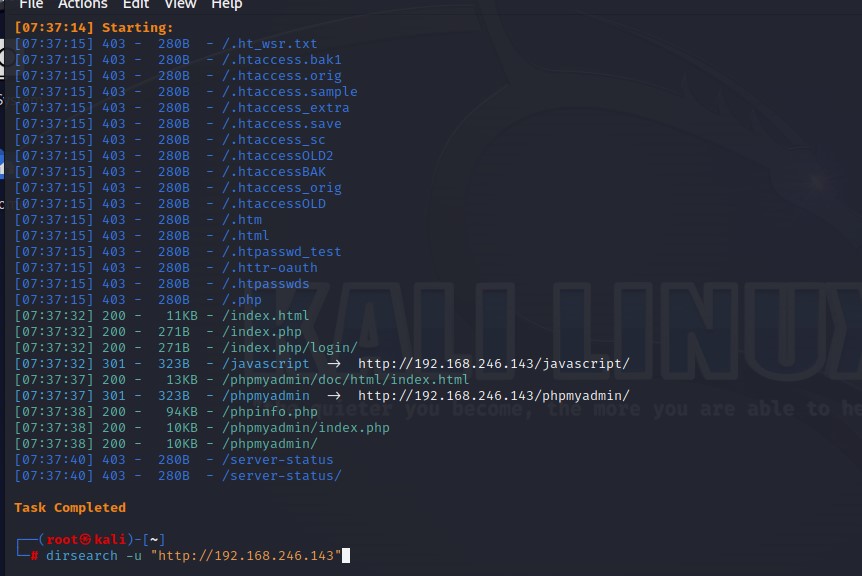 File Actions Edit View Help
[07:37:14] Starting:
[07:37:15] 403 -  280B  - /.ht_wsr.txt
[07:37:15] 403 -  280B  - /.htaccess.bak1
[07:37:15] 403 -  280B  - /.htaccess.orig
[07:37:15] 403 -  280B  - /.htaccess.sample
[07:37:15] 403 -  280B  - /.htaccess_extra
[07:37:15] 403 -  280B  - /.htaccess.save
[07:37:15] 403 -  280B  - /.htaccess_sc
[07:37:15] 403 -  280B  - /.htaccessOLD2
[07:37:15] 403 -  280B  - /.htaccessBAK
[07:37:15] 403 -  280B  - /.htaccess_orig
[07:37:15] 403 -  280B  - /.htaccessOLD
[07:37:15] 403 -  280B  - /.htm
[07:37:15] 403 -  280B  - /.html
[07:37:15] 403 -  280B  - /.htpasswd_test
[07:37:15] 403 -  280B  - /.httr-oauth
[07:37:15] 403 -  280B  - /.htpasswds
[07:37:15] 403 -  280B  - /.php
[07:37:32] 200 -   11KB - /index.html
[07:37:32] 200 -  271B  - /index.php
[07:37:32] 200 -  271B  - /index.php/login/
[07:37:32] 301 -  323B  - /javascript  →  http://192.168.246.143/javascript/
[07:37:37] 200 -   13KB - /phpmyadmin/doc/html/index.html
[07:37:37] 301 -  323B  - /phpmyadmin  →  http://192.168.246.143/phpmyadmin/
[07:37:38] 200 -   94KB - /phpinfo.php
[07:37:38] 200 -   10KB - /phpmyadmin/index.php
[07:37:38] 200 -   10KB - /phpmyadmin/
[07:37:40] 403 -  280B  - /server-status
[07:37:40] 403 -  280B  - /server-status/
KALI LINUX
quieter you become, the more you are able to
Task Completed
┌──(root㉿kali)-[~]
└─# dirsearch -u "http://192.168.246.143"